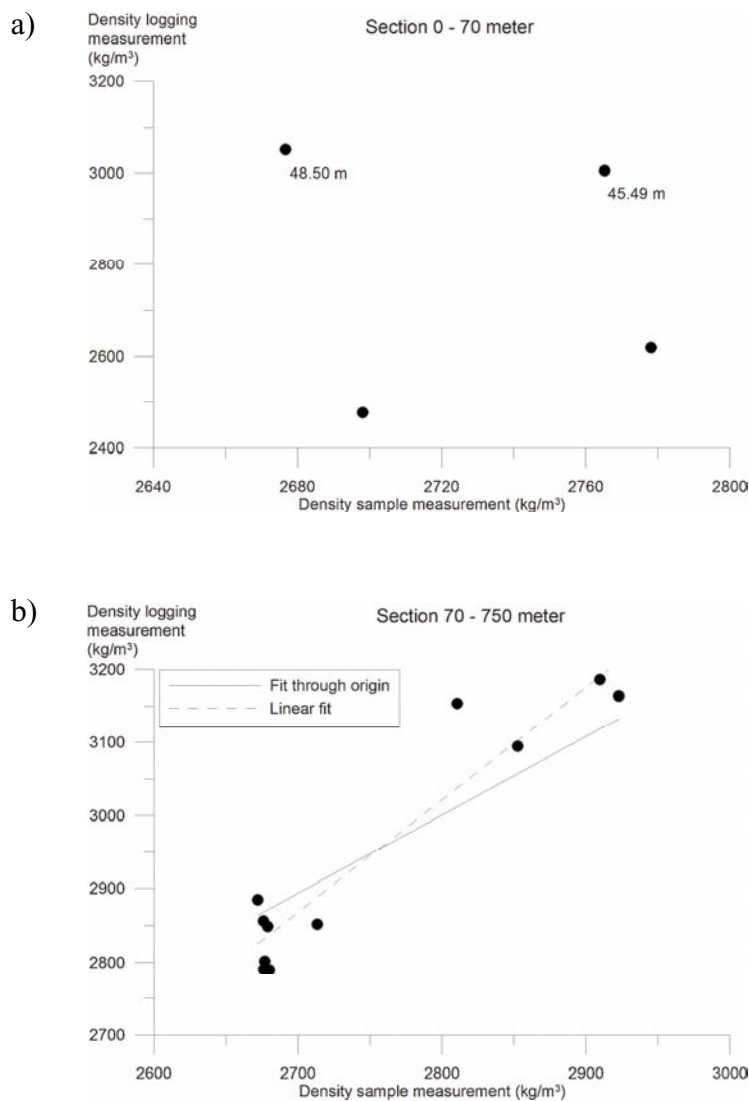 a)
Density logging
measurement
(kg/m³)
Section 0 - 70 meter
3200
3000
2800
2600
2400
48.50 m
45.49 m
2640
2680
2720
2760
2800
Density sample measurement (kg/m³)
b)
Density logging
measurement
(kg/m³)
Section 70 - 750 meter
Fit through origin
Linear fit
3200
3100
3000
2900
2800
2700
2600
2700
2800
2900
3000
Density sample measurement (kg/m³)